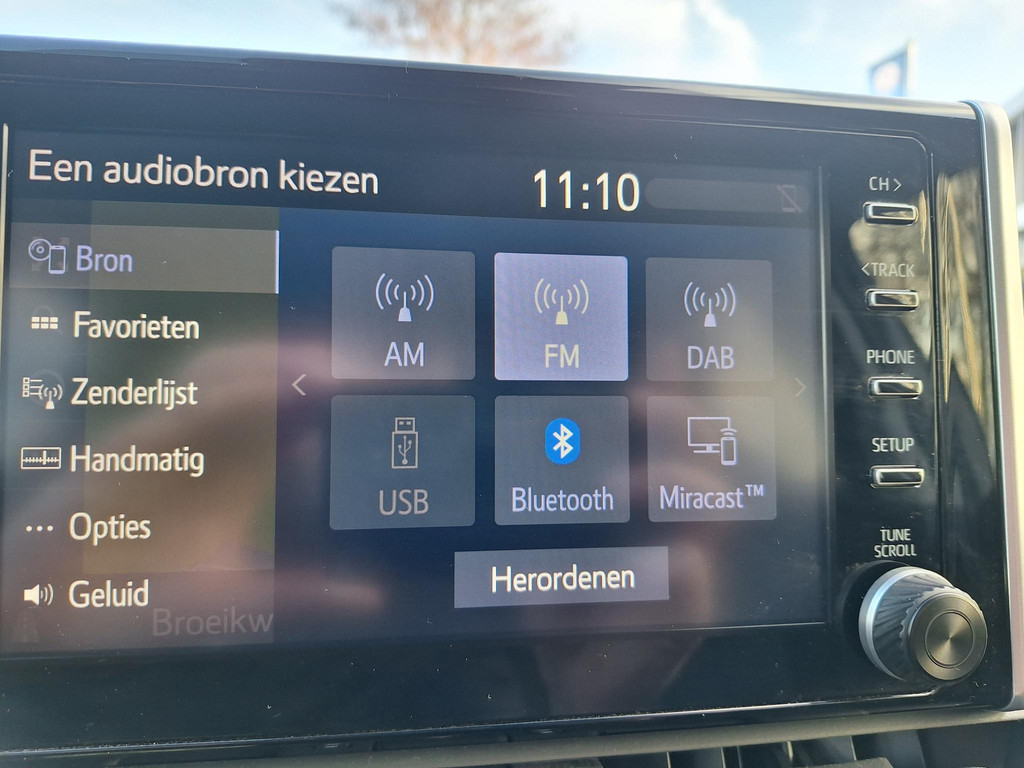 Een audiobron kiezen
11:10
Bron
Favorieten
Zenderlijst
Handmatig
Opties
Geluid
Broeikw
AM
FM
DAB
USB
Bluetooth
Miracast™
Herordenen
CH>
<TRACK
PHONE
SETUP
TUNE
SCROLL